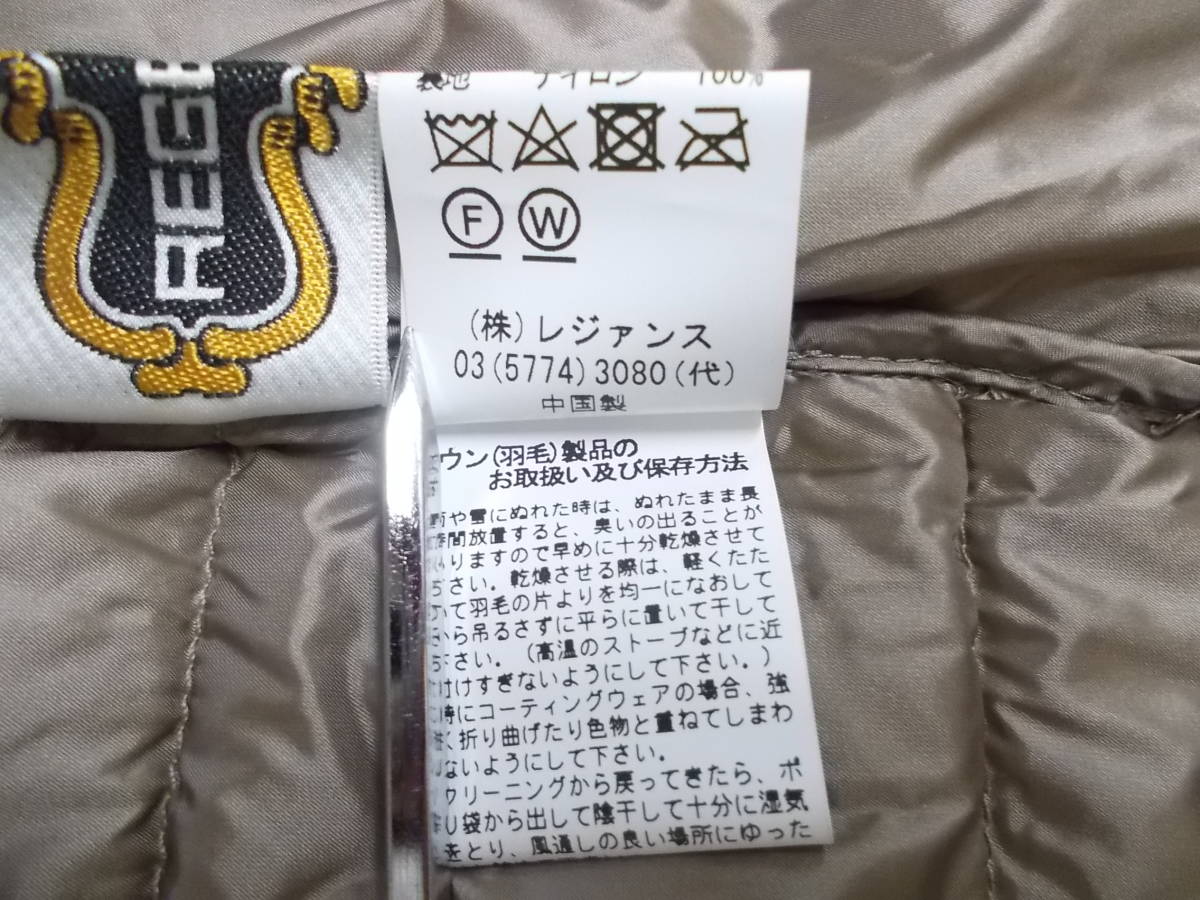 REGE
裏地 ナイロン 100%
F W
(株)レジァンス
03(5774)3080(代)
中国製
ウン(羽毛)製品の
お取扱い及び保存方法
や雪にぬれた時は、ぬれたまま長
間放置すると、臭いの出ることが
りますので早めに十分乾燥させて
さい。乾燥させる際は、軽くたた
て羽毛の片よりを均一になおして
から吊るさずに平らに置いて干して
下さい。(高温のストーブなどに近
付けすぎないようにして下さい。)
時にコーティングウェアの場合、強
く折り曲げたり色物と重ねてしまわ
ないようにして下さい。
クリーニングから戻ってきたら、ポ
リ袋から出して陰干して十分に湿気
をとり、風通しの良い場所にゆった